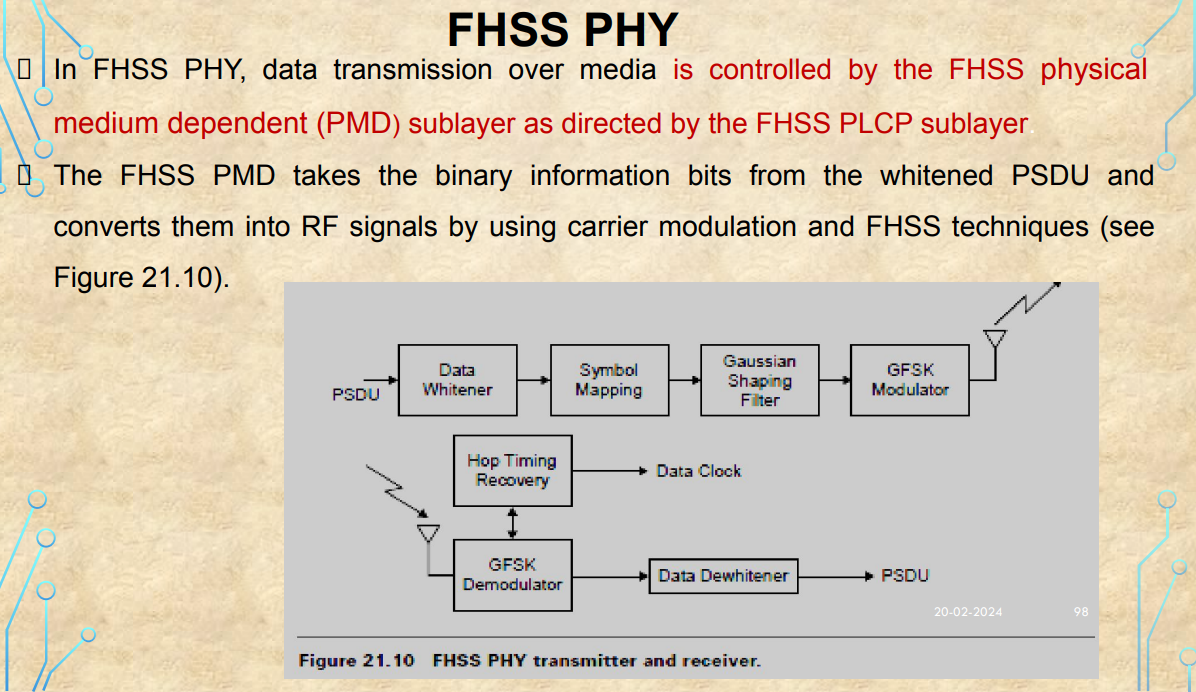 FHSS PHY
In FHSS PHY, data transmission over media is controlled by the FHSS physical
medium dependent (PMD) sublayer as directed by the FHSS PLCP sublayer.
The FHSS PMD takes the binary information bits from the whitened PSDU and
converts them into RF signals by using carrier modulation and FHSS techniques (see
Figure 21.10).
PSDU
Data
Whitener
Symbol
Mapping
Gaussian
Shaping
Filter
GFSK
Modulator
Hop Timing
Recovery
Data Clock
GFSK
Demodulator
Data Dewhitener
PSDU
20-02-2024
98
Figure 21.10 FHSS PHY transmitter and receiver.